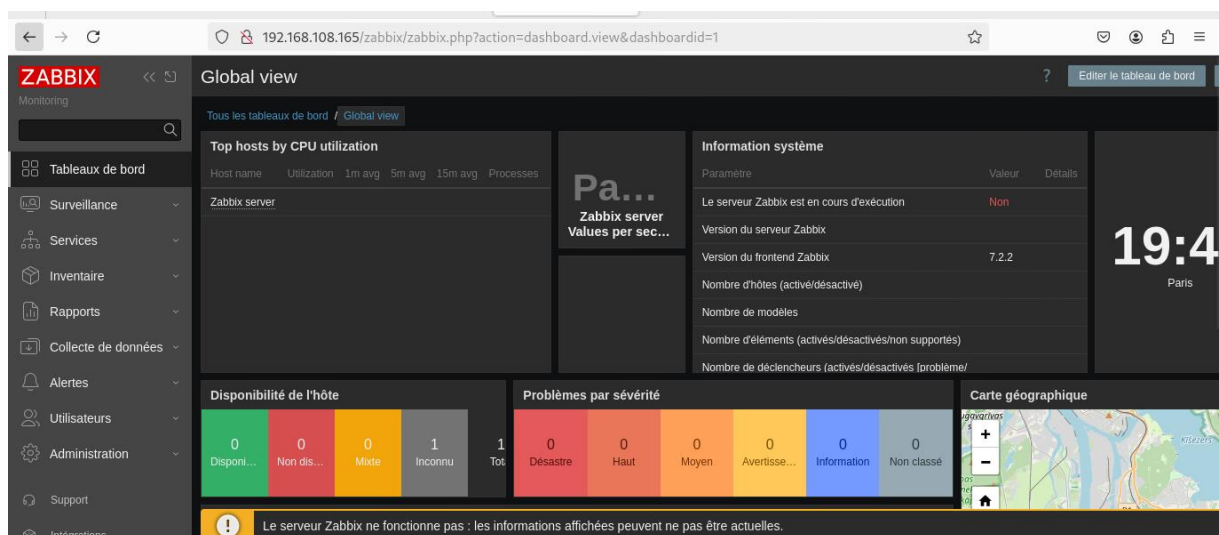 192.168.108.165/zabbix/zabbix.php?action=dashboard.view&dashboardid=1
ZABBIX
Monitoring
Tableaux de bord
Surveillance
Services
Inventaire
Rapports
Collecte de données
Alertes
Utilisateurs
Administration
Support
Intégrations
Global view
? Editer le tableau de bord
Tous les tableaux de bord / Global view
Top hosts by CPU utilization
Host name Utilization 1m avg 5m avg 15m avg Processes
Zabbix server
Pa...
Zabbix server
Values per sec...
Information système
Paramètre Valeur Détails
Le serveur Zabbix est en cours d'exécution Non
Version du serveur Zabbix
Version du frontend Zabbix 7.2.2
Nombre d'hôtes (activé/désactivé)
Nombre de modèles
Nombre d'éléments (activés/désactivés/non supportés)
Nombre de déclencheurs (activés/désactivés [problème/
19:4
Paris
Disponibilité de l'hôte
0 0 0 1 1
Disponi... Non dis... Mixte Inconnu Tot
Problèmes par sévérité
0 0 0 0 0 0
Désastre Haut Moyen Avertisse... Information Non classé
Carte géographique
+
−
Le serveur Zabbix ne fonctionne pas : les informations affichées peuvent ne pas être actuelles.